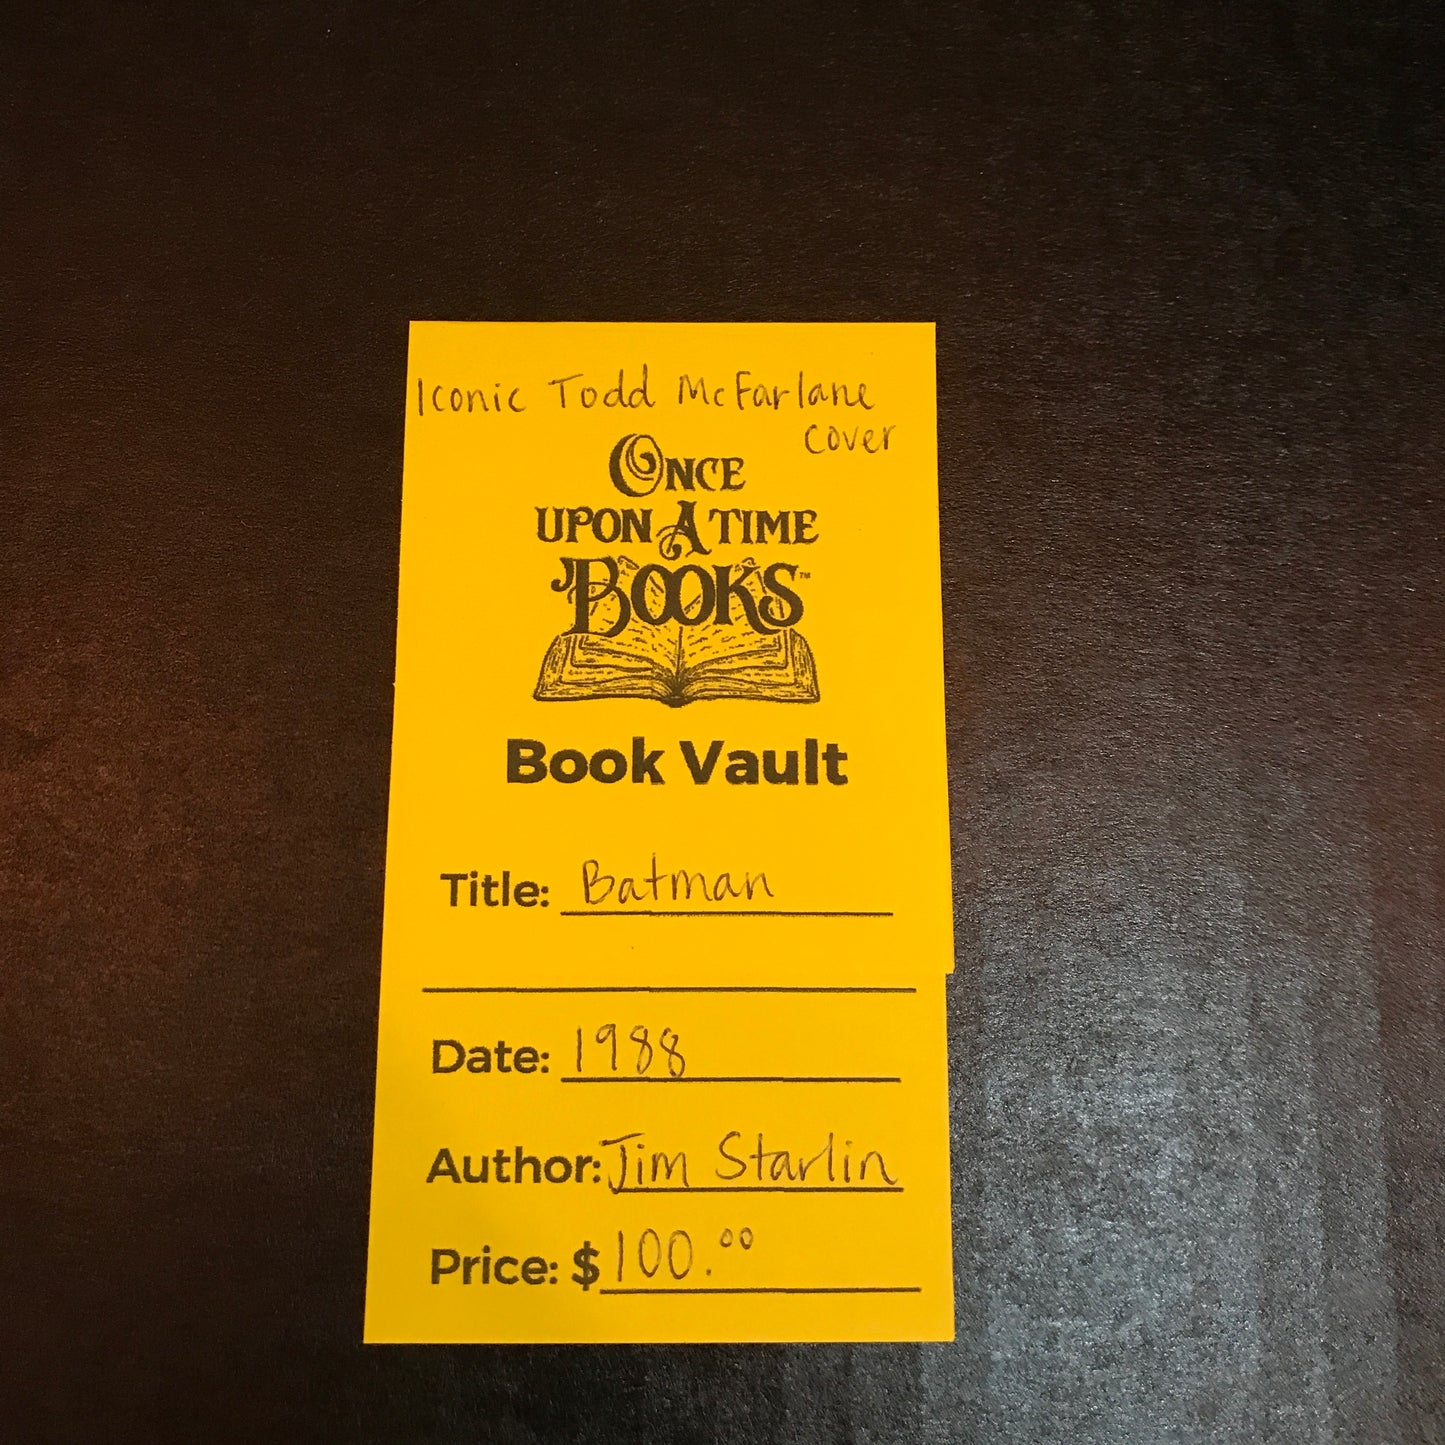 Iconic Todd McFarlane
cover
ONCE
UPON A TIME
BOOKS™
Book Vault
Title: Batman
Date: 1988
Author: Jim Starlin
Price: $100.00